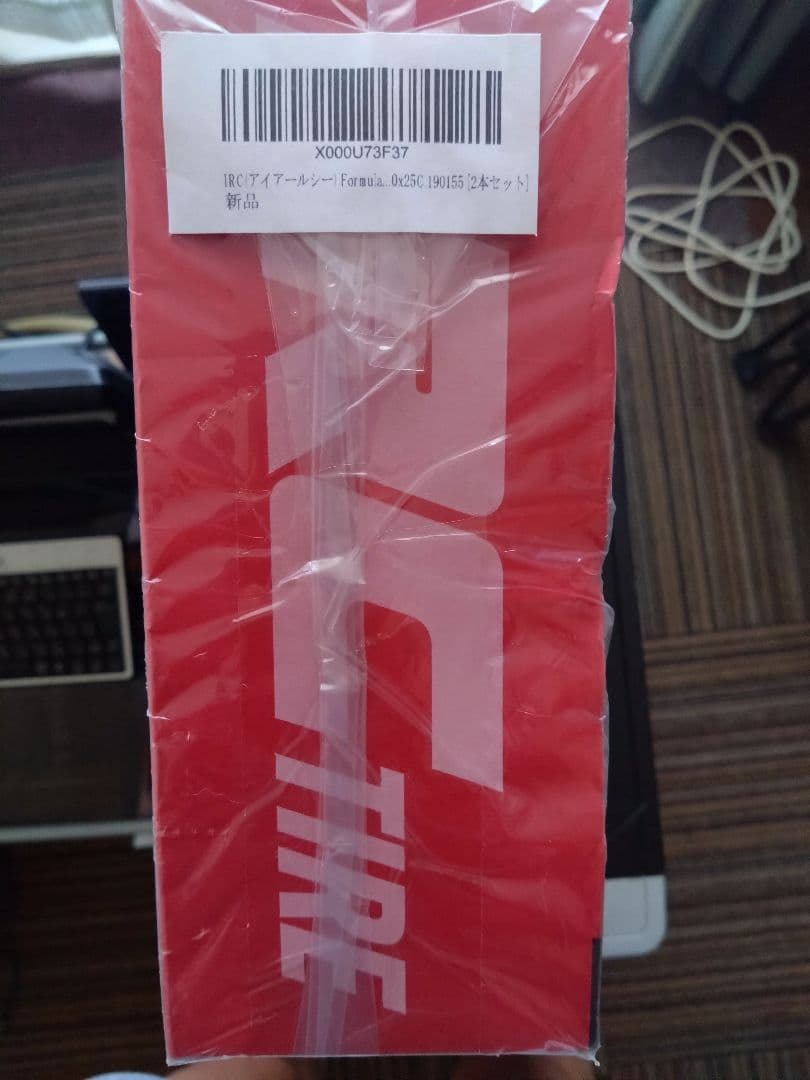 X000U73F37
IRC(アイアールシー) Formula...0x25C 190155 [2本セット]
新品
IRC
TIRE